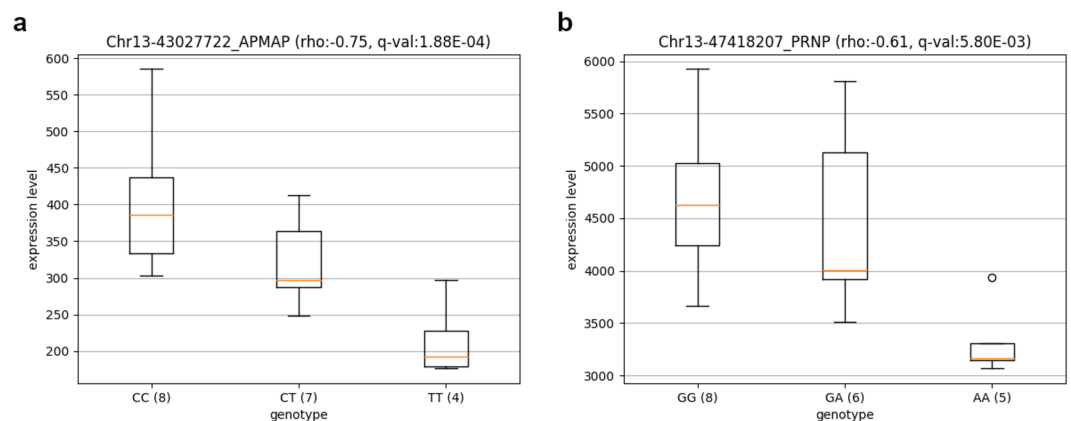 a
Chr13-43027722_APMAP (rho:-0.75, q-val:1.88E-04)
600
550
500
450
400
350
300
250
200
expression level
CC (8)
CT (7)
TT (4)
genotype
b
Chr13-47418207_PRNP (rho:-0.61, q-val:5.80E-03)
6000
5500
5000
4500
4000
3500
3000
expression level
GG (8)
GA (6)
AA (5)
genotype